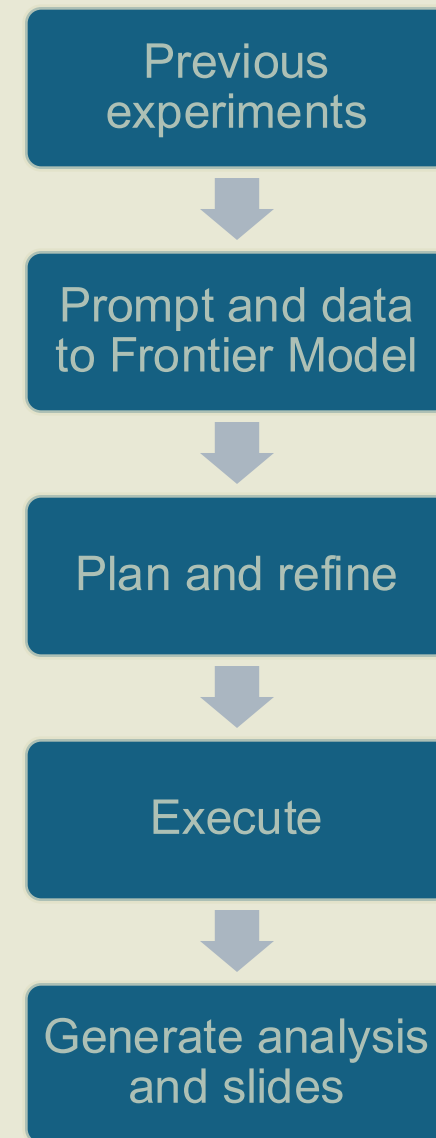 Previous
experiments
Prompt and data
to Frontier Model
Plan and refine
Execute
Generate analysis
and slides